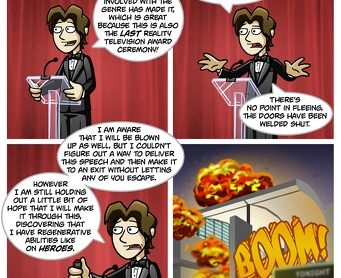 INVOLVED WITH THE
GENRE HAS MADE IT,
WHICH IS GREAT
BECAUSE THIS IS ALSO
THE LAST REALITY
TELEVISION AWARD
CEREMONY!
THERE'S
NO POINT IN FLEEING.
THE DOORS HAVE BEEN
WELDED SHUT.
I AM AWARE
THAT I WILL BE BLOWN
UP AS WELL, BUT I COULDN'T
FIGURE OUT A WAY TO DELIVER
THIS SPEECH AND THEN MAKE IT
TO AN EXIT WITHOUT LETTING
ANY OF YOU ESCAPE.
HOWEVER
I AM STILL HOLDING
OUT A LITTLE BIT OF
HOPE THAT I WILL MAKE
IT THROUGH THIS,
DISCOVERING THAT
I HAVE REGENERATIVE
ABILITIES LIKE
ON HEROES.
BOOM!
TONIGHT